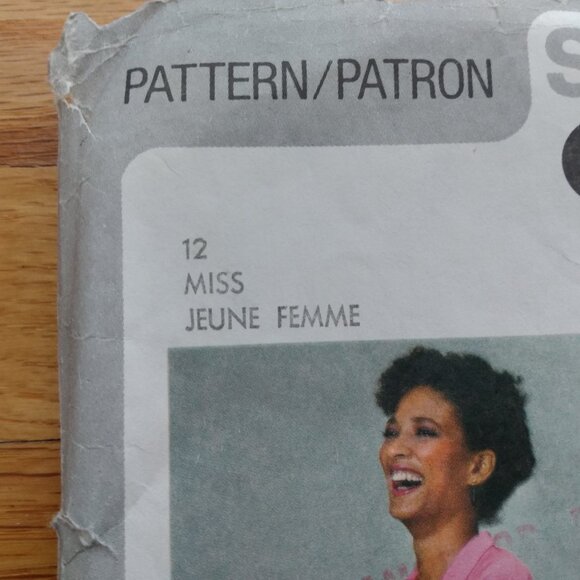 PATTERN/PATRON S
12
MISS
JEUNE FEMME